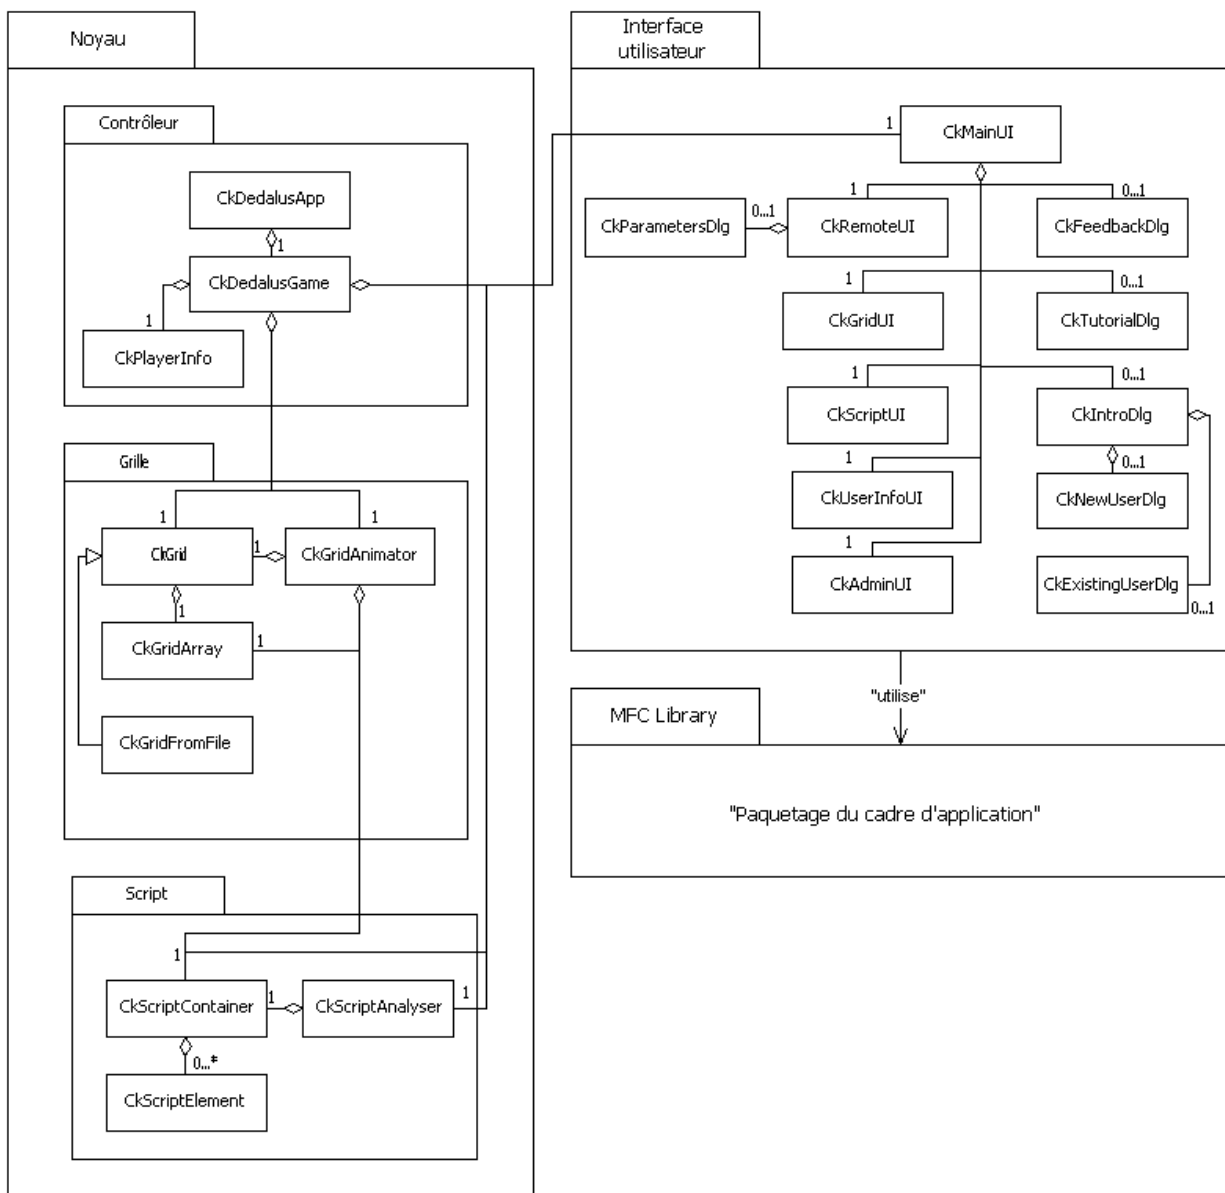 Noyau
Contrôleur
CkDedalusApp
1
CkDedalusGame
1
CkPlayerInfo
Grille
1
1
CkGrid
1
CkGridAnimator
1
CkGridArray
1
CkGridFromFile
Script
1
CkScriptContainer
1
CkScriptAnalyser
1
0...*
CkScriptElement
Interface
utilisateur
1
CkMainUI
1
0...1
CkParametersDlg
0...1
CkRemoteUI
CkFeedbackDlg
1
0...1
CkGridUI
CkTutorialDlg
1
0...1
CkScriptUI
CkIntroDlg
1
0...1
CkUserInfoUI
CkNewUserDlg
1
CkAdminUI
CkExistingUserDlg
0...1
"utilise"
MFC Library
"Paquetage du cadre d'application"